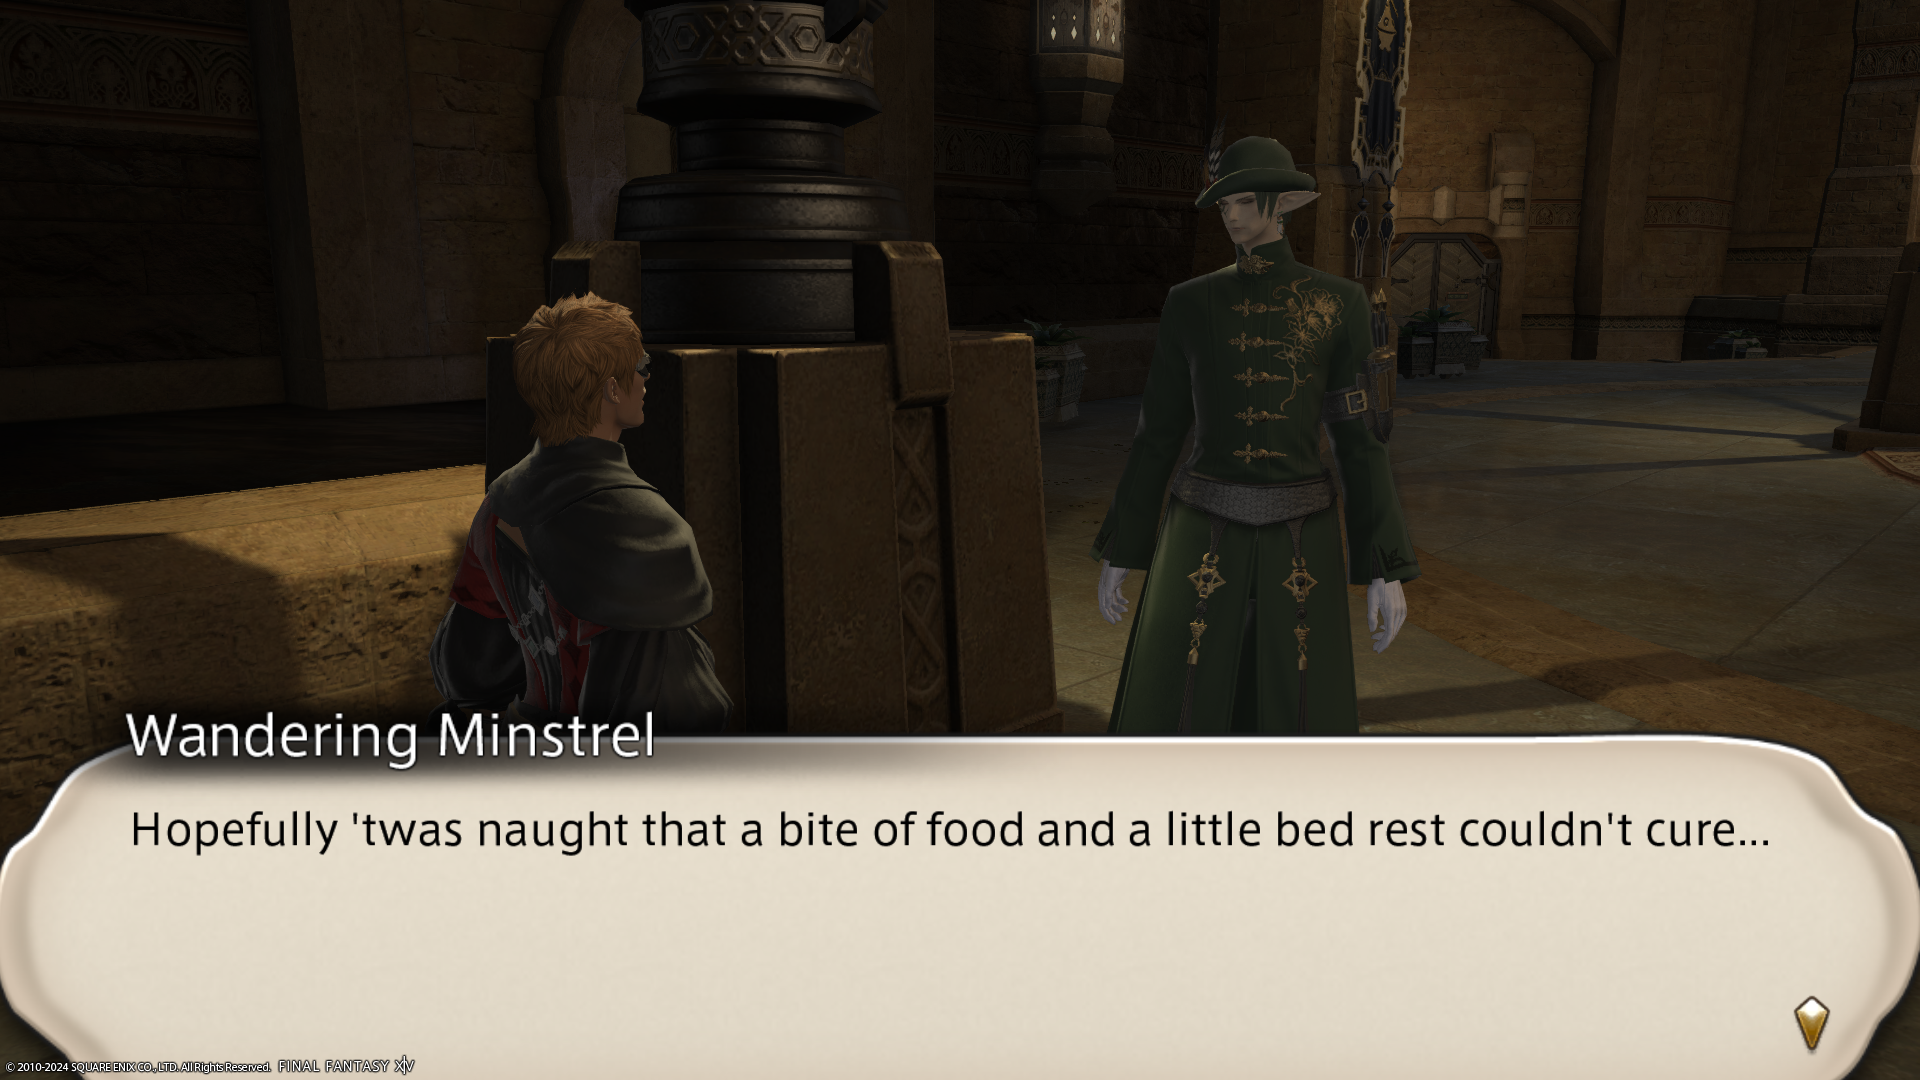 Wandering Minstrel
Hopefully 'twas naught that a bite of food and a little bed rest couldn't cure...
© 2010-2024 SQUARE ENIX CO., LTD. All Rights Reserved. FINAL FANTASY XIV